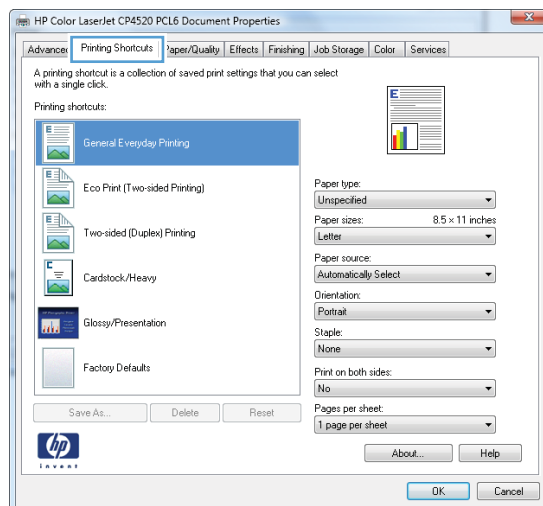 HP Color LaserJet CP4520 PCL6 Document Properties
Advanced Printing Shortcuts Paper/Quality Effects Finishing Job Storage Color Services
A printing shortcut is a collection of saved print settings that you can select
with a single click.
Printing shortcuts:
General Everyday Printing
Eco Print (Two-sided Printing)
Two-sided (Duplex) Printing
Cardstock/Heavy
Glossy/Presentation
Factory Defaults
Save As... Delete Reset
hp
invent
E
Paper type:
Unspecified
Paper sizes: 8.5 × 11 inches
Letter
Paper source:
Automatically Select
Orientation:
Portrait
Staple:
None
Print on both sides:
No
Pages per sheet:
1 page per sheet
About... Help
OK Cancel